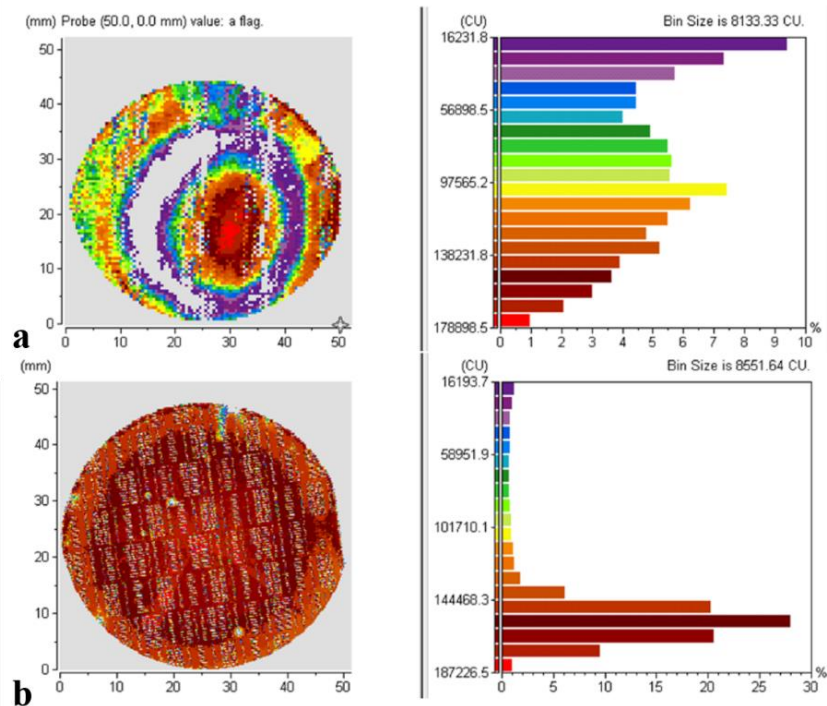 (mm) Probe (50.0, 0.0 mm) value: a flag.
50
40
30
20
10
0
0 10 20 30 40 50
a
(CU) Bin Size is 8133.33 CU.
16231.8
56898.5
97565.2
138231.8
178898.5
0 1 2 3 4 5 6 7 8 9 10
%
(mm)
50
40
30
20
10
0
0 10 20 30 40 50
b
(CU) Bin Size is 8551.64 CU.
16193.7
58951.9
101710.1
144468.3
187226.5
0 5 10 15 20 25 30
%